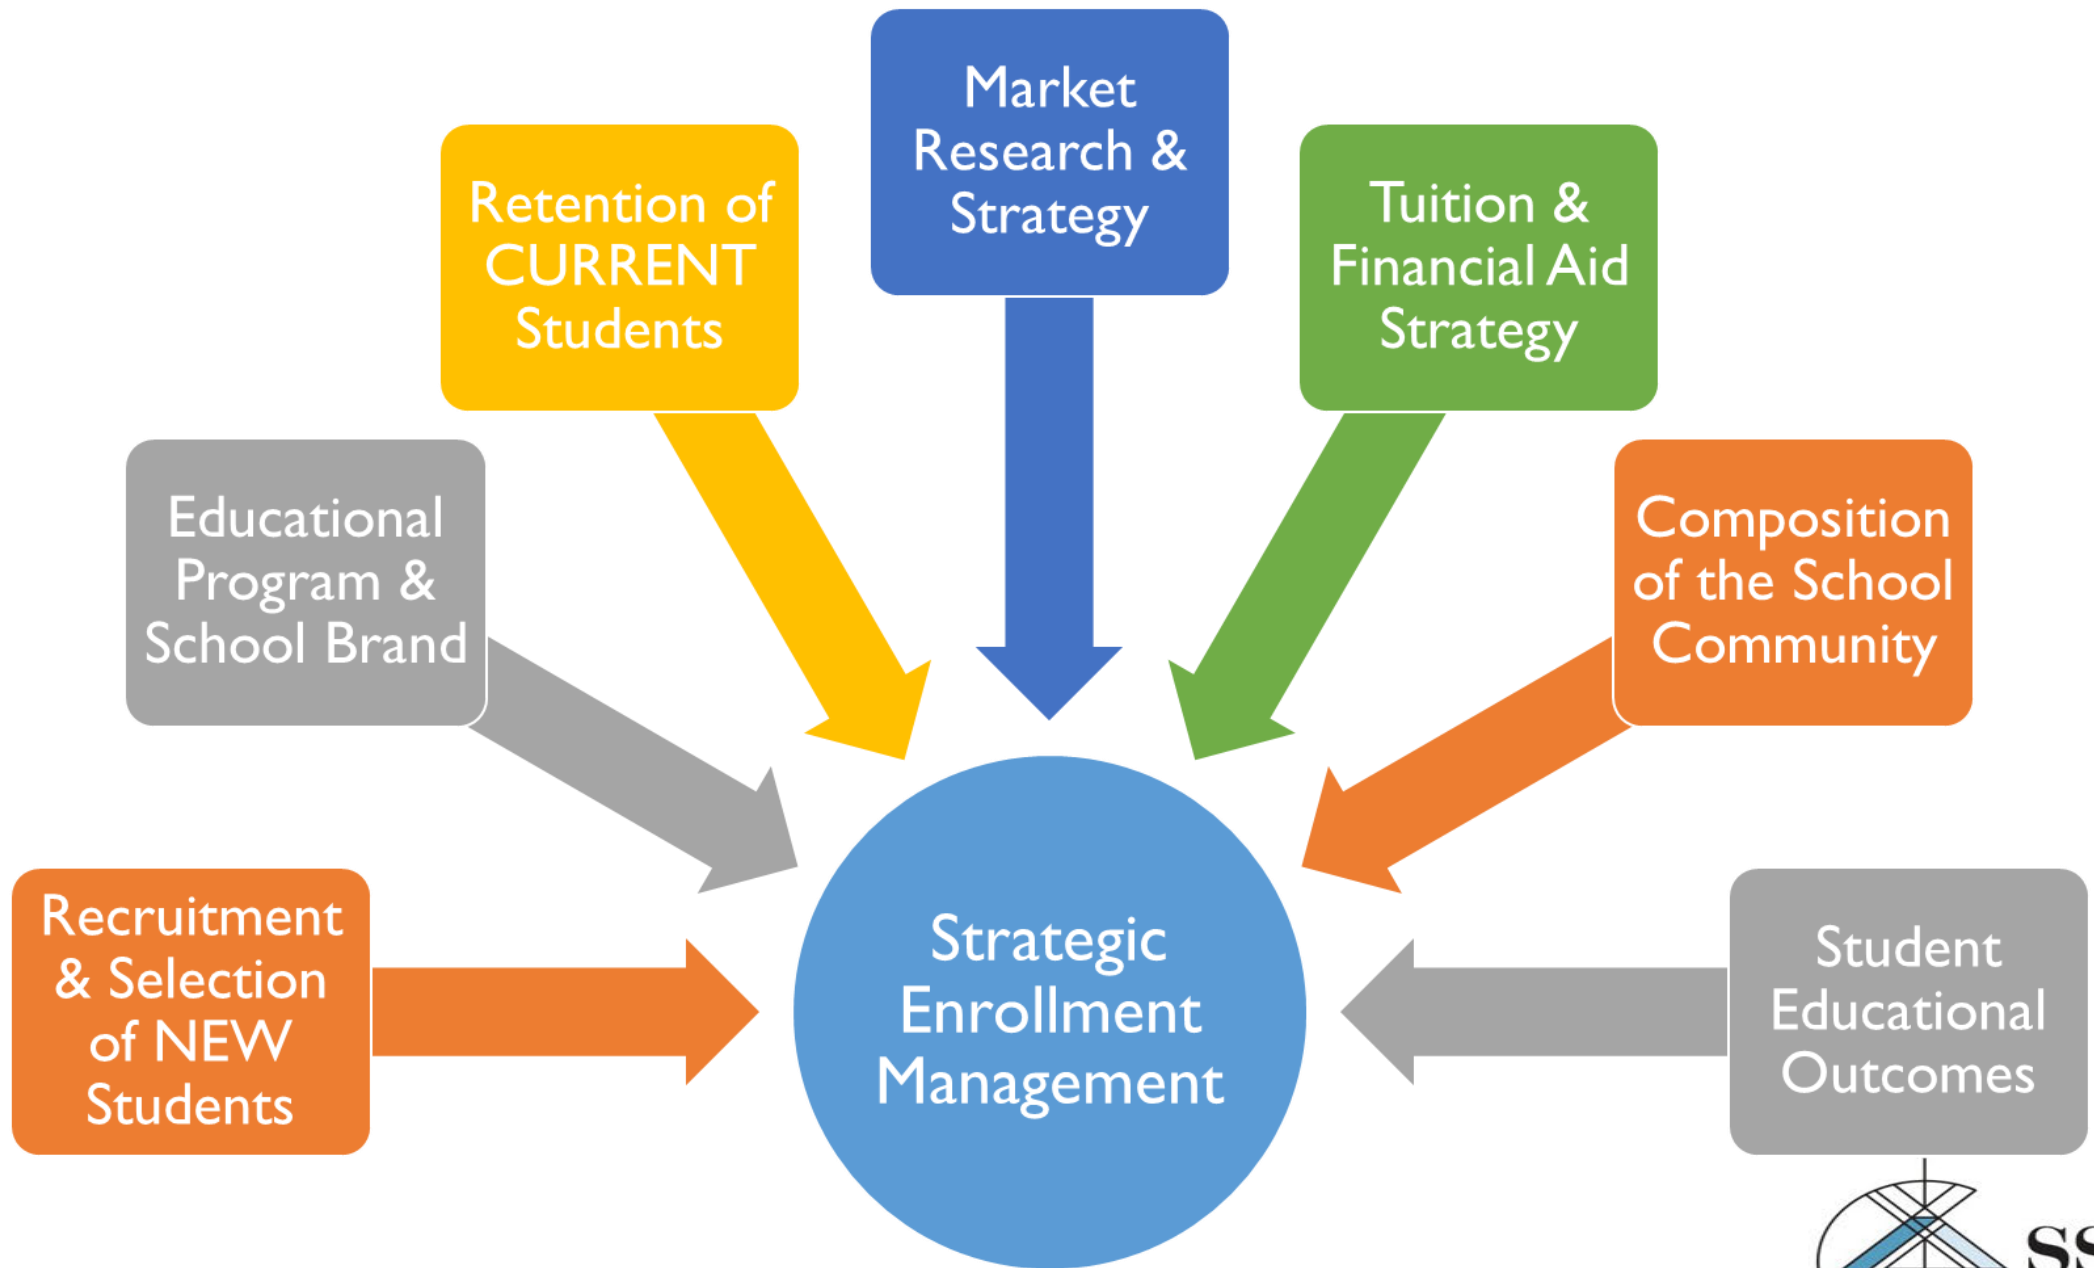 Market
Research &
Strategy
Retention of
CURRENT
Students
Tuition &
Financial Aid
Strategy
Educational
Program &
School Brand
Composition
of the School
Community
Recruitment
& Selection
of NEW
Students
Strategic
Enrollment
Management
Student
Educational
Outcomes